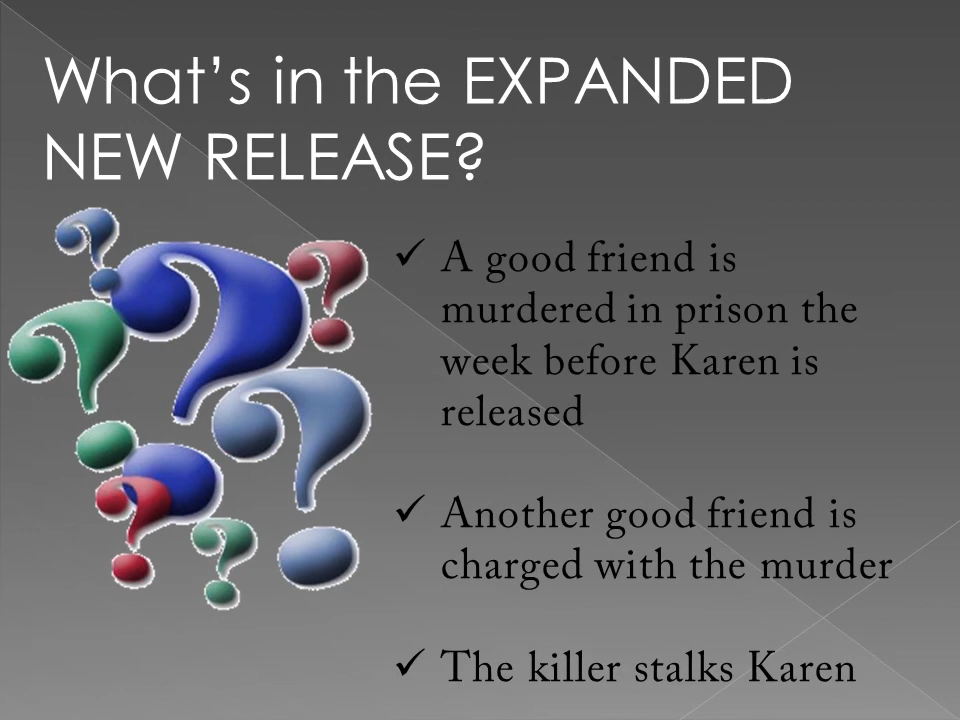 What’s in the EXPANDED
NEW RELEASE?
✓ A good friend is
murdered in prison the
week before Karen is
released
✓ Another good friend is
charged with the murder
✓ The killer stalks Karen